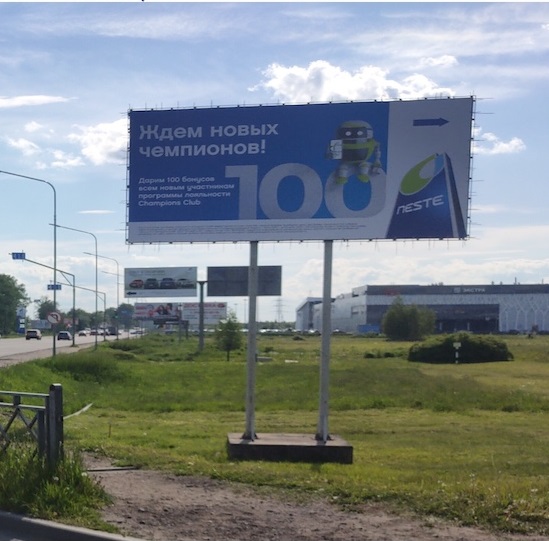 Ждем новых
чемпионов!
Дарим 100 бонусов
всем новым участникам
программы лояльности
Champions Club
100
NESTE